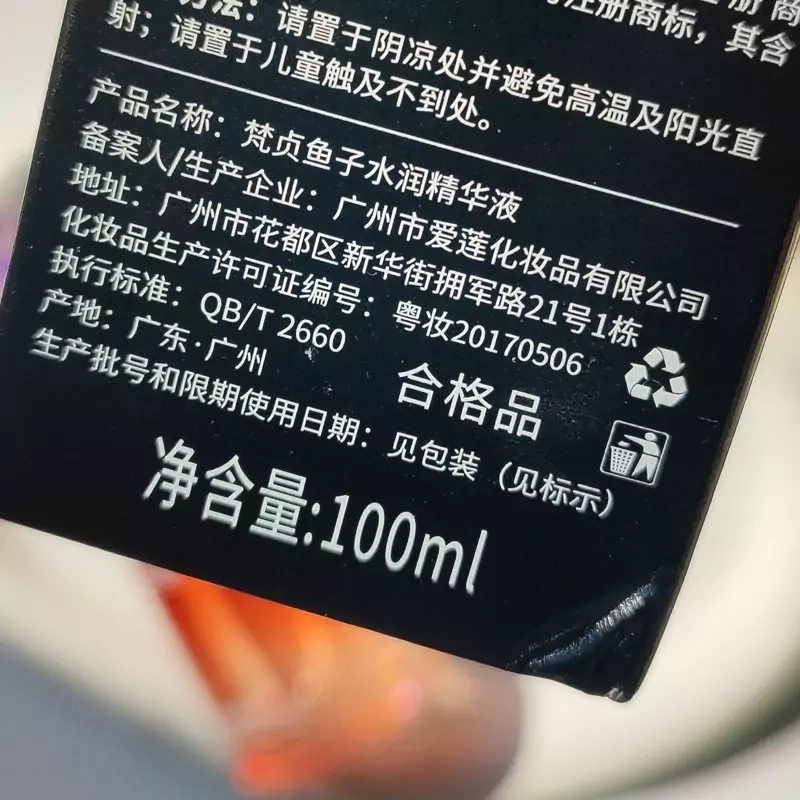 注册商标，其含
方法：请置于阴凉处并避免高温及阳光直
射；请置于儿童触及不到处。
产品名称：梵贞鱼子水润精华液
备案人/生产企业：广州市爱莲化妆品有限公司
地址：广州市花都区新华街拥军路21号1栋
化妆品生产许可证编号：粤妆20170506
执行标准：QB/T 2660
产地：广东·广州
合格品
生产批号和限期使用日期：见包装（见标示）
净含量:100ml